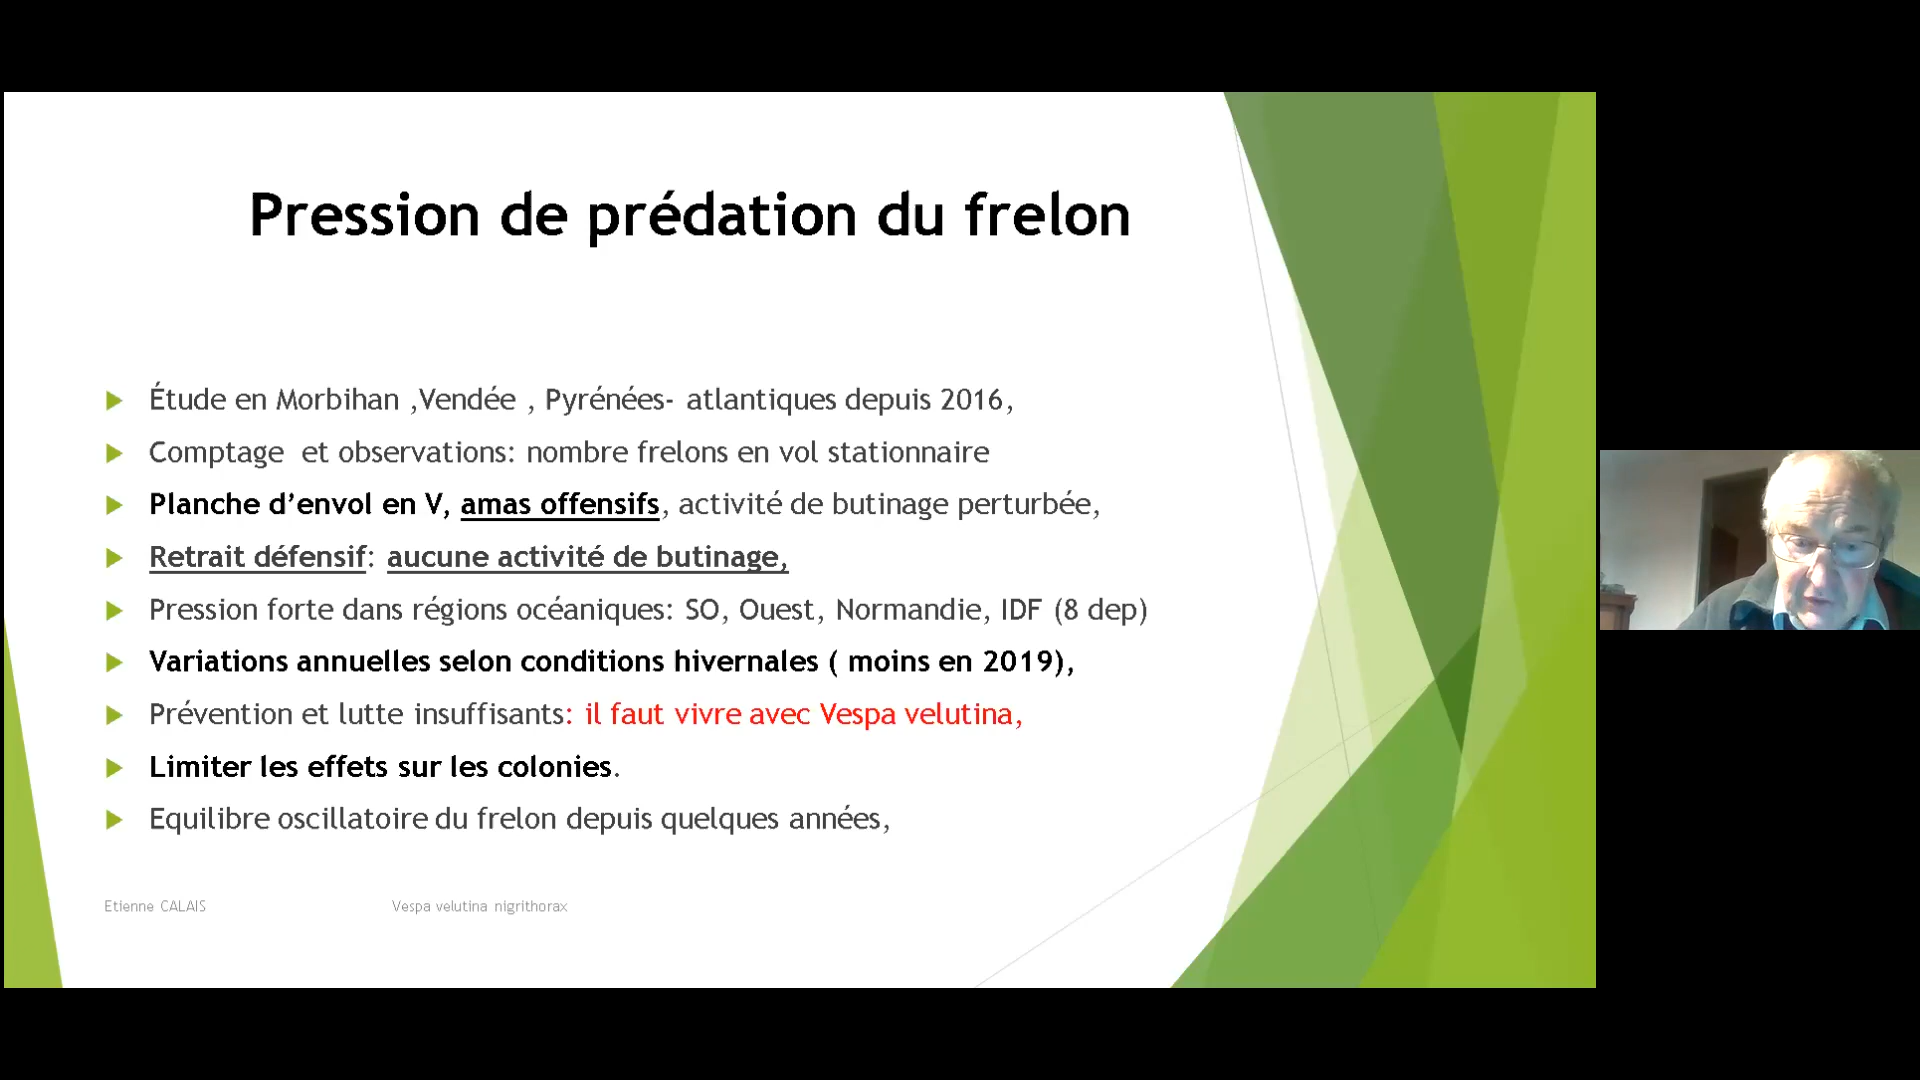 Pression de prédation du frelon
Étude en Morbihan ,Vendée , Pyrénées- atlantiques depuis 2016,
Comptage et observations: nombre frelons en vol stationnaire
Planche d’envol en V, amas offensifs, activité de butinage perturbée,
Retrait défensif: aucune activité de butinage,
Pression forte dans régions océaniques: SO, Ouest, Normandie, IDF (8 dep)
Variations annuelles selon conditions hivernales ( moins en 2019),
Prévention et lutte insuffisants: il faut vivre avec Vespa velutina,
Limiter les effets sur les colonies.
Equilibre oscillatoire du frelon depuis quelques années,
Etienne CALAIS
Vespa velutina nigrithorax